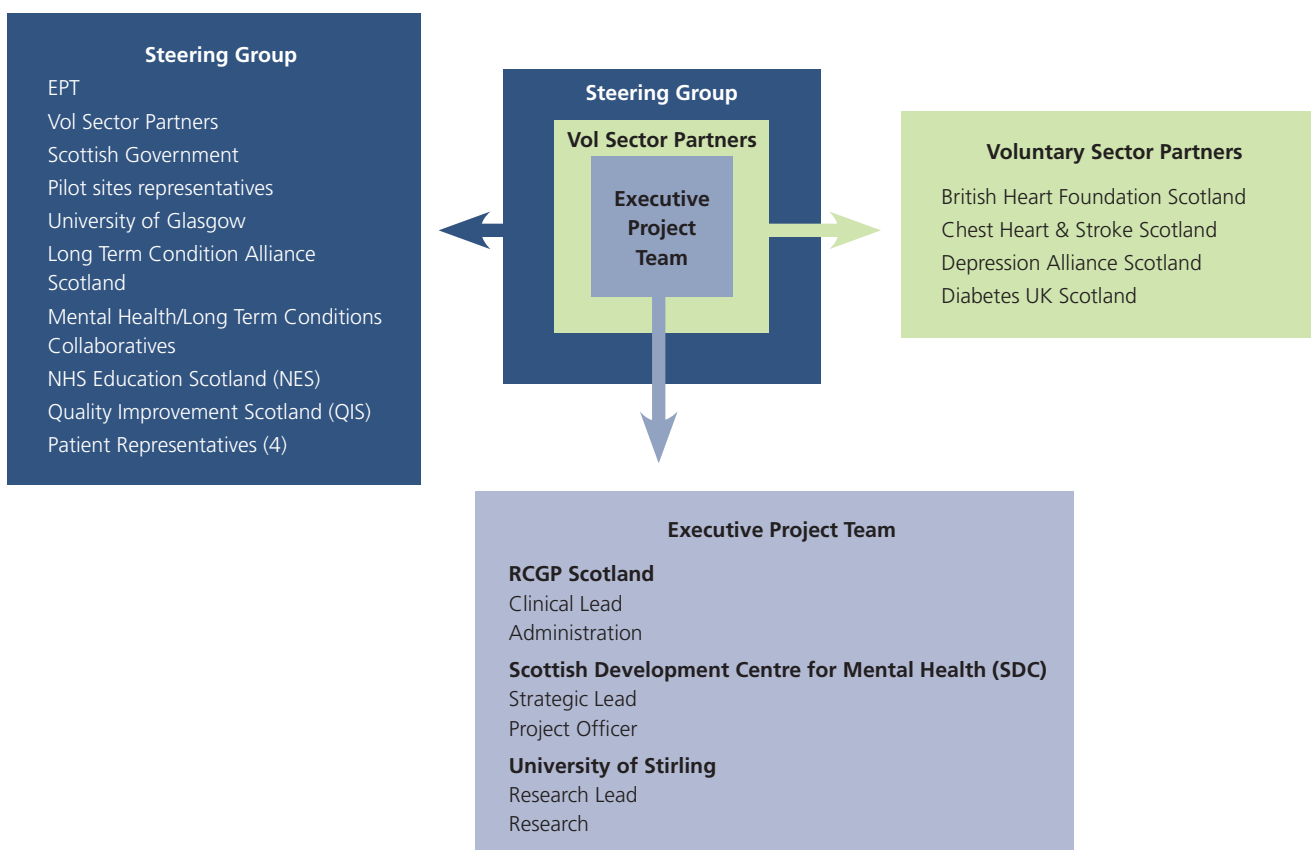 Steering Group
EPT
Vol Sector Partners
Scottish Government
Pilot sites representatives
University of Glasgow
Long Term Condition Alliance
Scotland
Mental Health/Long Term Conditions
Collaboratives
NHS Education Scotland (NES)
Quality Improvement Scotland (QIS)
Patient Representatives (4)
Steering Group
Vol Sector Partners
Executive
Project
Team
Voluntary Sector Partners
British Heart Foundation Scotland
Chest Heart & Stroke Scotland
Depression Alliance Scotland
Diabetes UK Scotland
Executive Project Team
RCGP Scotland
Clinical Lead
Administration
Scottish Development Centre for Mental Health (SDC)
Strategic Lead
Project Officer
University of Stirling
Research Lead
Research